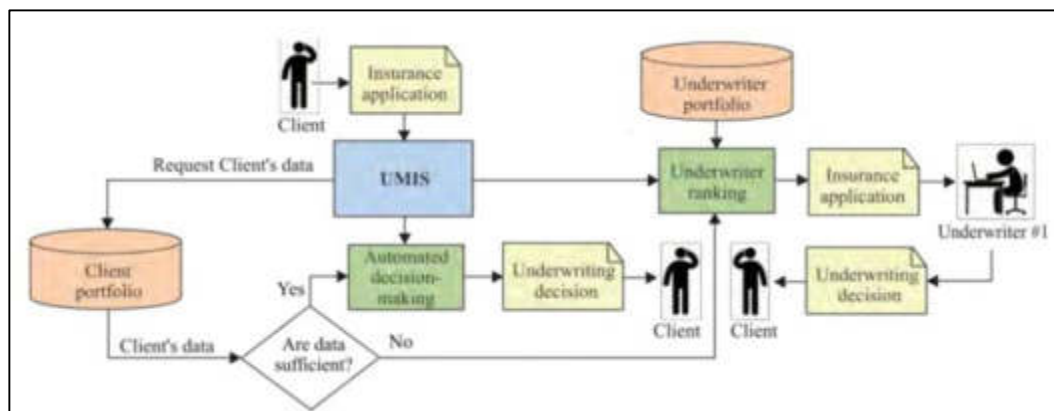 Insurance
application
Client
Underwriter
portfolio
Request Client's data
UMIS
Underwriter
ranking
Insurance
application
Underwriter #1
Client
portfolio
Automated
decision-
making
Underwriting
decision
Client
Client
Underwriting
decision
Yes
Client's data
Are data
sufficient?
No